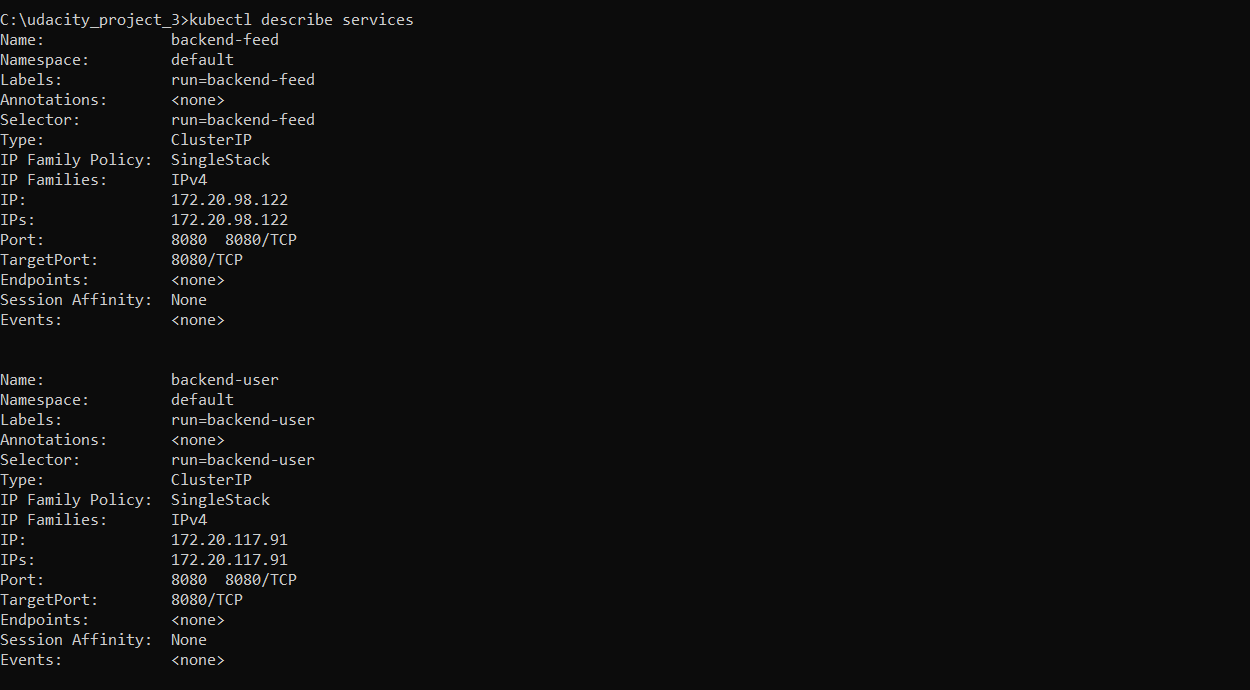 C:\udacity_project_3>kubectl describe services
Name:              backend-feed
Namespace:         default
Labels:            run=backend-feed
Annotations:       <none>
Selector:          run=backend-feed
Type:              ClusterIP
IP Family Policy:  SingleStack
IP Families:       IPv4
IP:                172.20.98.122
IPs:               172.20.98.122
Port:              8080  8080/TCP
TargetPort:        8080/TCP
Endpoints:         <none>
Session Affinity:  None
Events:            <none>

Name:              backend-user
Namespace:         default
Labels:            run=backend-user
Annotations:       <none>
Selector:          run=backend-user
Type:              ClusterIP
IP Family Policy:  SingleStack
IP Families:       IPv4
IP:                172.20.117.91
IPs:               172.20.117.91
Port:              8080  8080/TCP
TargetPort:        8080/TCP
Endpoints:         <none>
Session Affinity:  None
Events:            <none>